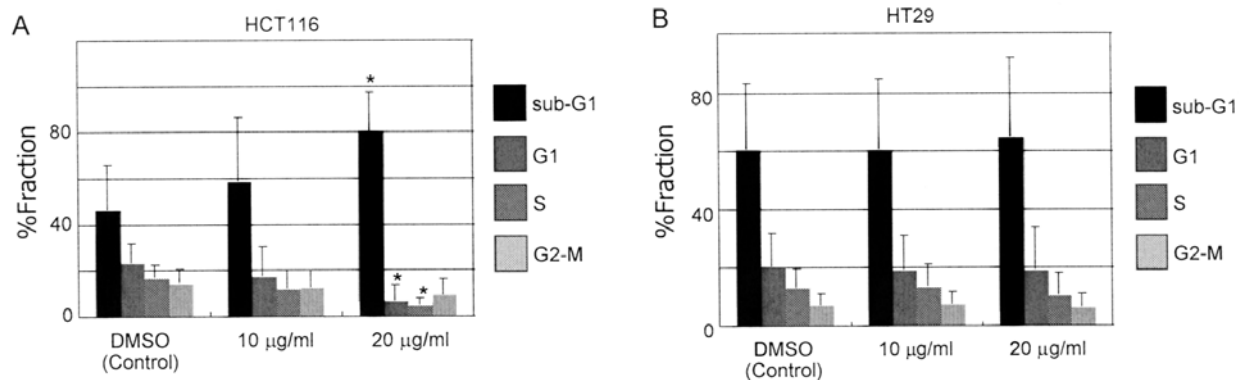 A
HCT116
%Fraction
80
40
0
*
*
*
DMSO
(Control)
10 µg/ml
20 µg/ml
sub-G1
G1
S
G2-M
B
HT29
%Fraction
80
40
0
DMSO
(Control)
10 µg/ml
20 µg/ml
sub-G1
G1
S
G2-M